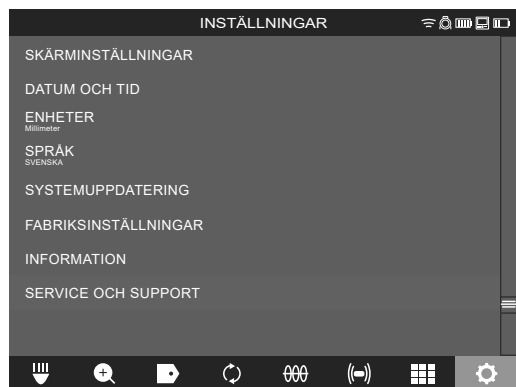 INSTÄLLNINGAR
SKÄRMINSTÄLLNINGAR
DATUM OCH TID
ENHETER
Millimeter
SPRÅK
SVENSKA
SYSTEMUPPDATERING
FABRIKSINSTÄLLNINGAR
INFORMATION
SERVICE OCH SUPPORT